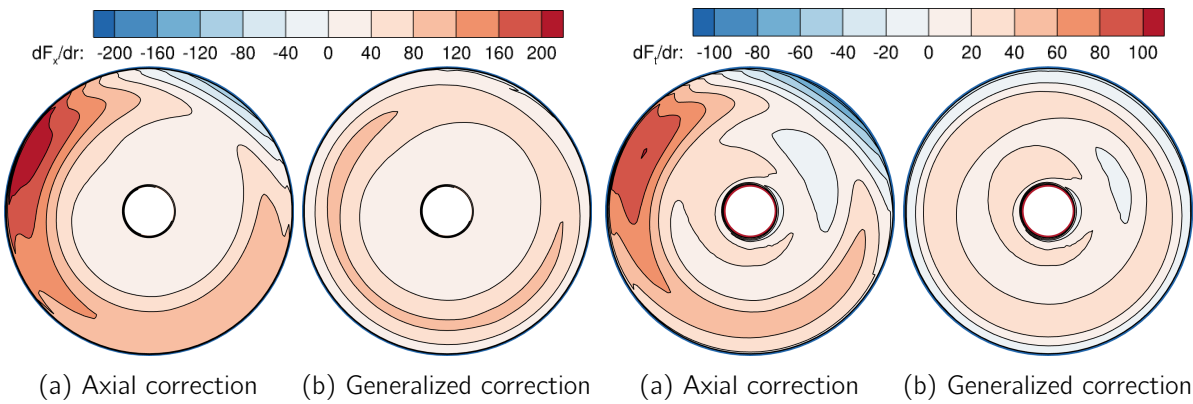 dFx/dr: -200 -160 -120 -80 -40 0 40 80 120 160 200
dFt/dr: -100 -80 -60 -40 -20 0 20 40 60 80 100
(a) Axial correction
(b) Generalized correction
(a) Axial correction
(b) Generalized correction